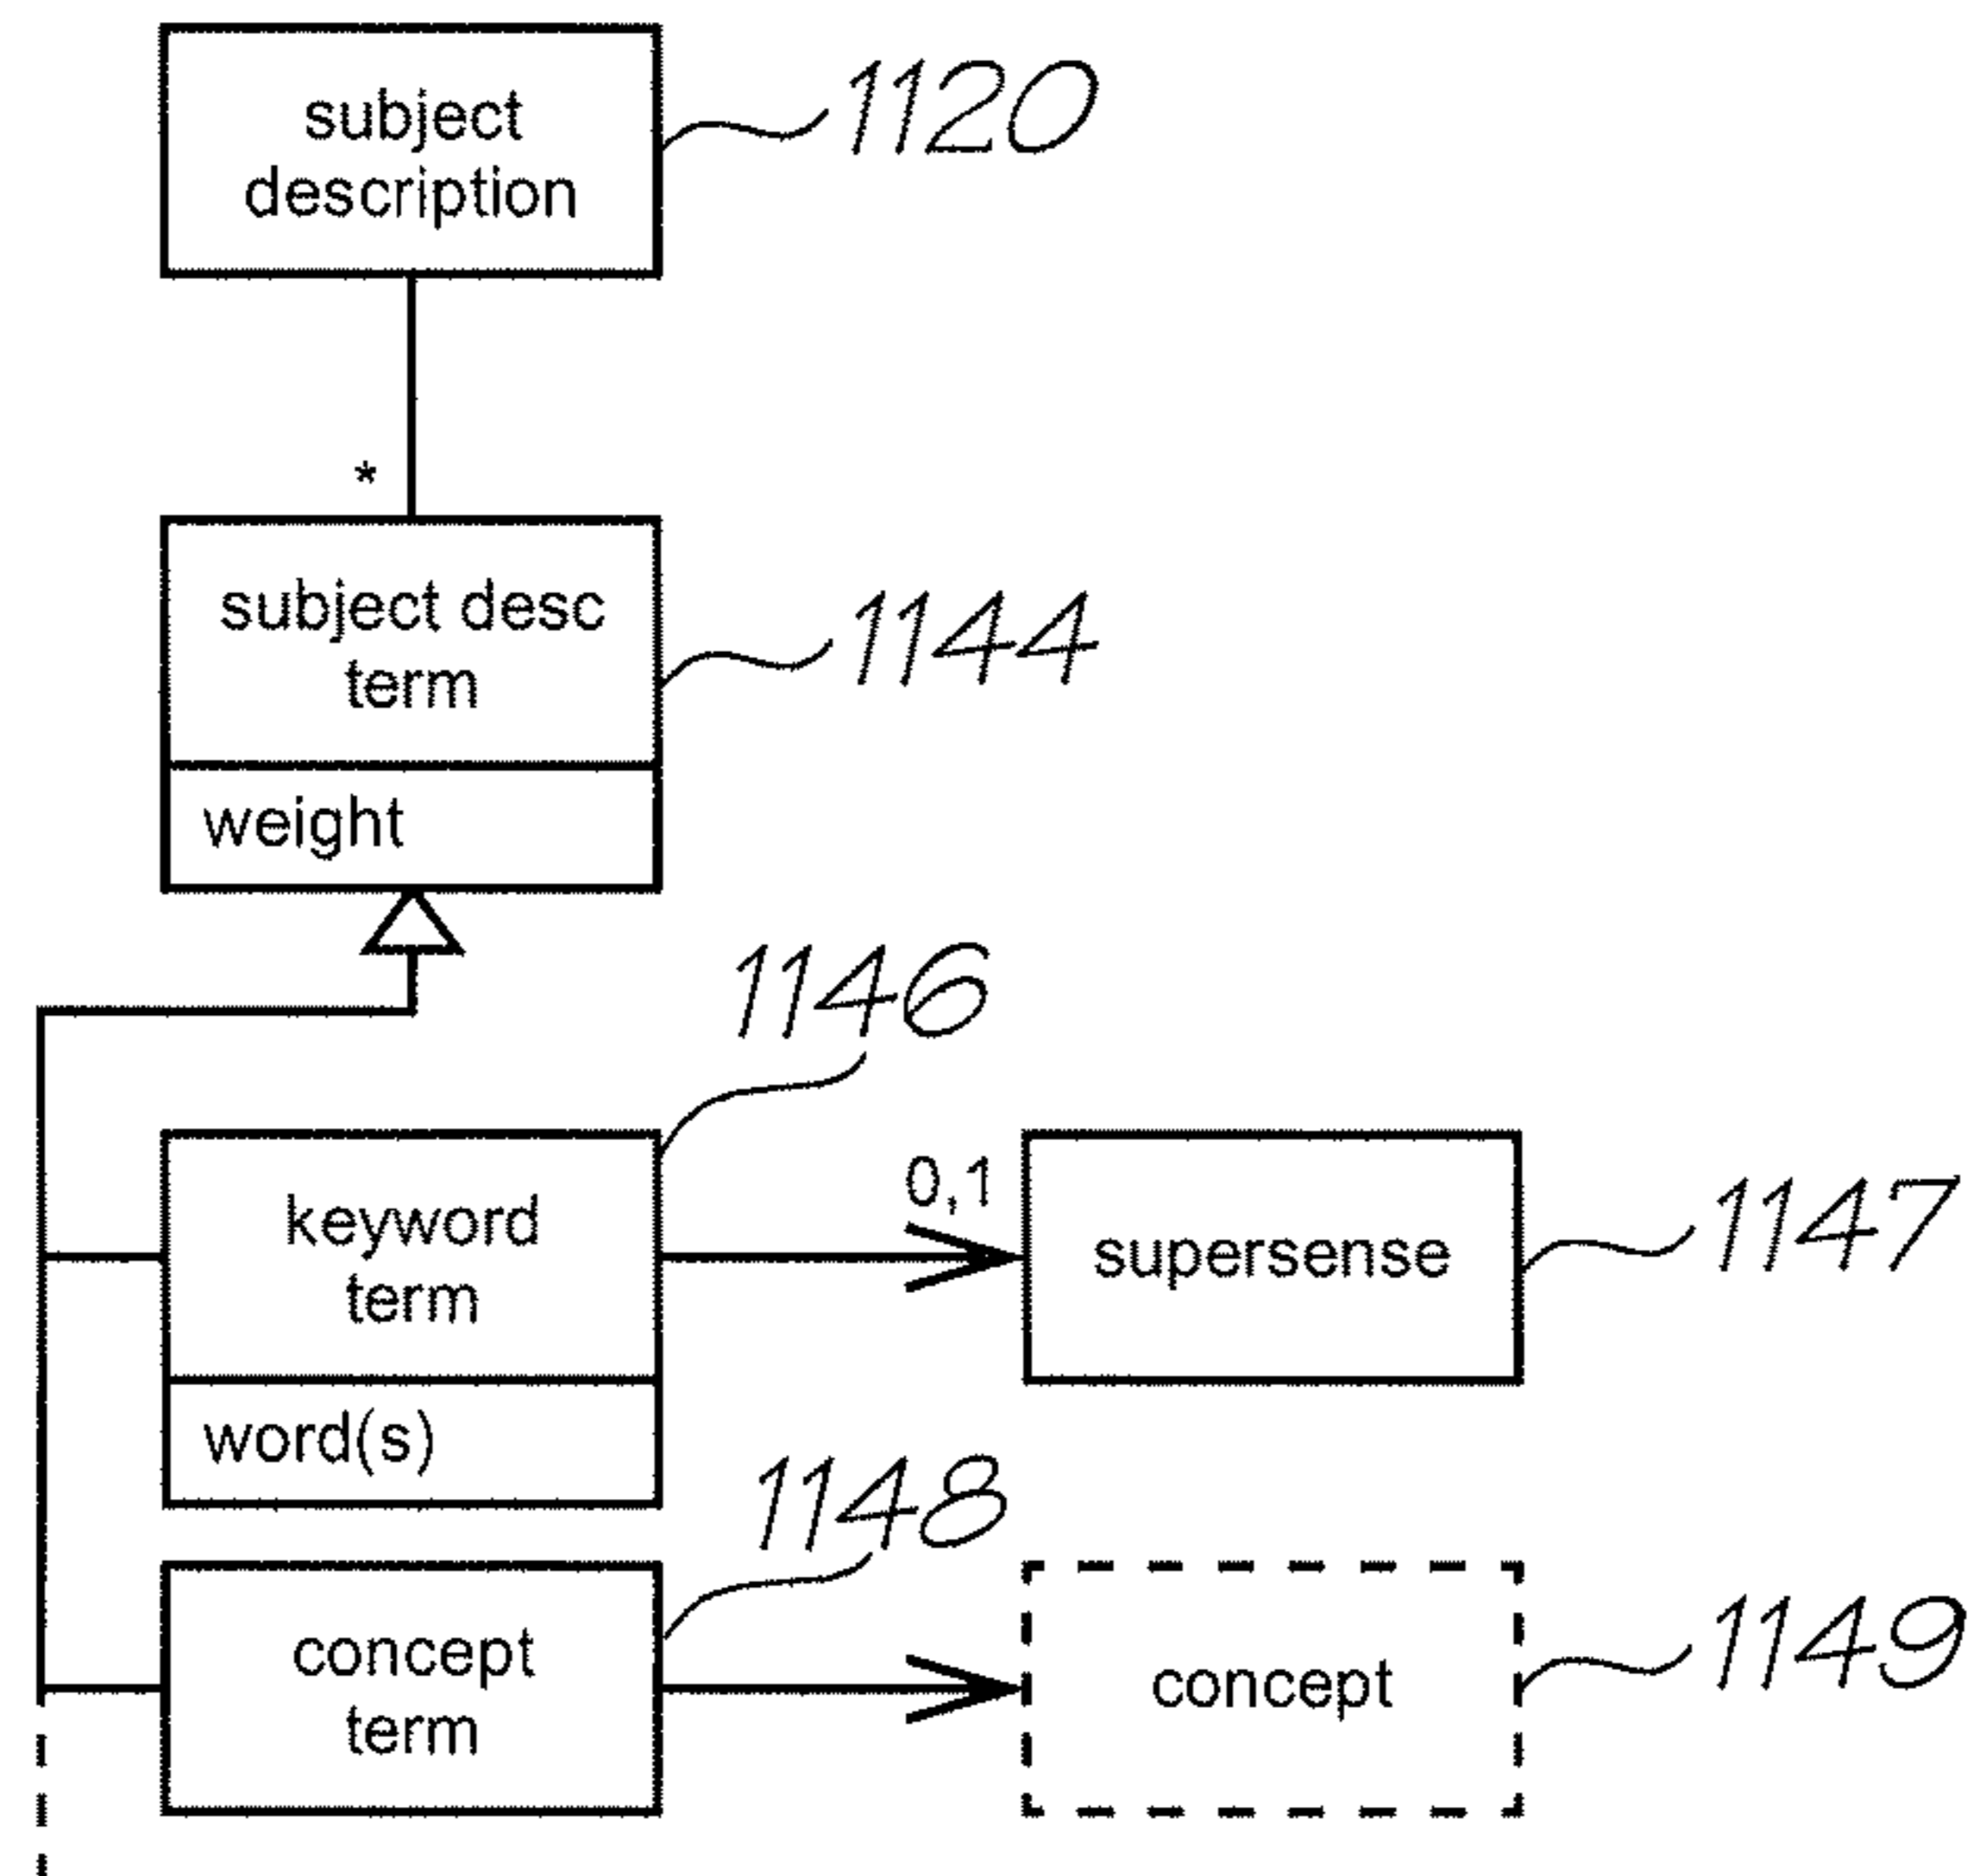 subject
description
1120
*
subject desc
term
1144
weight
1146
keyword
term
0,1
supersense
1147
word(s)
1148
concept
term
concept
1149